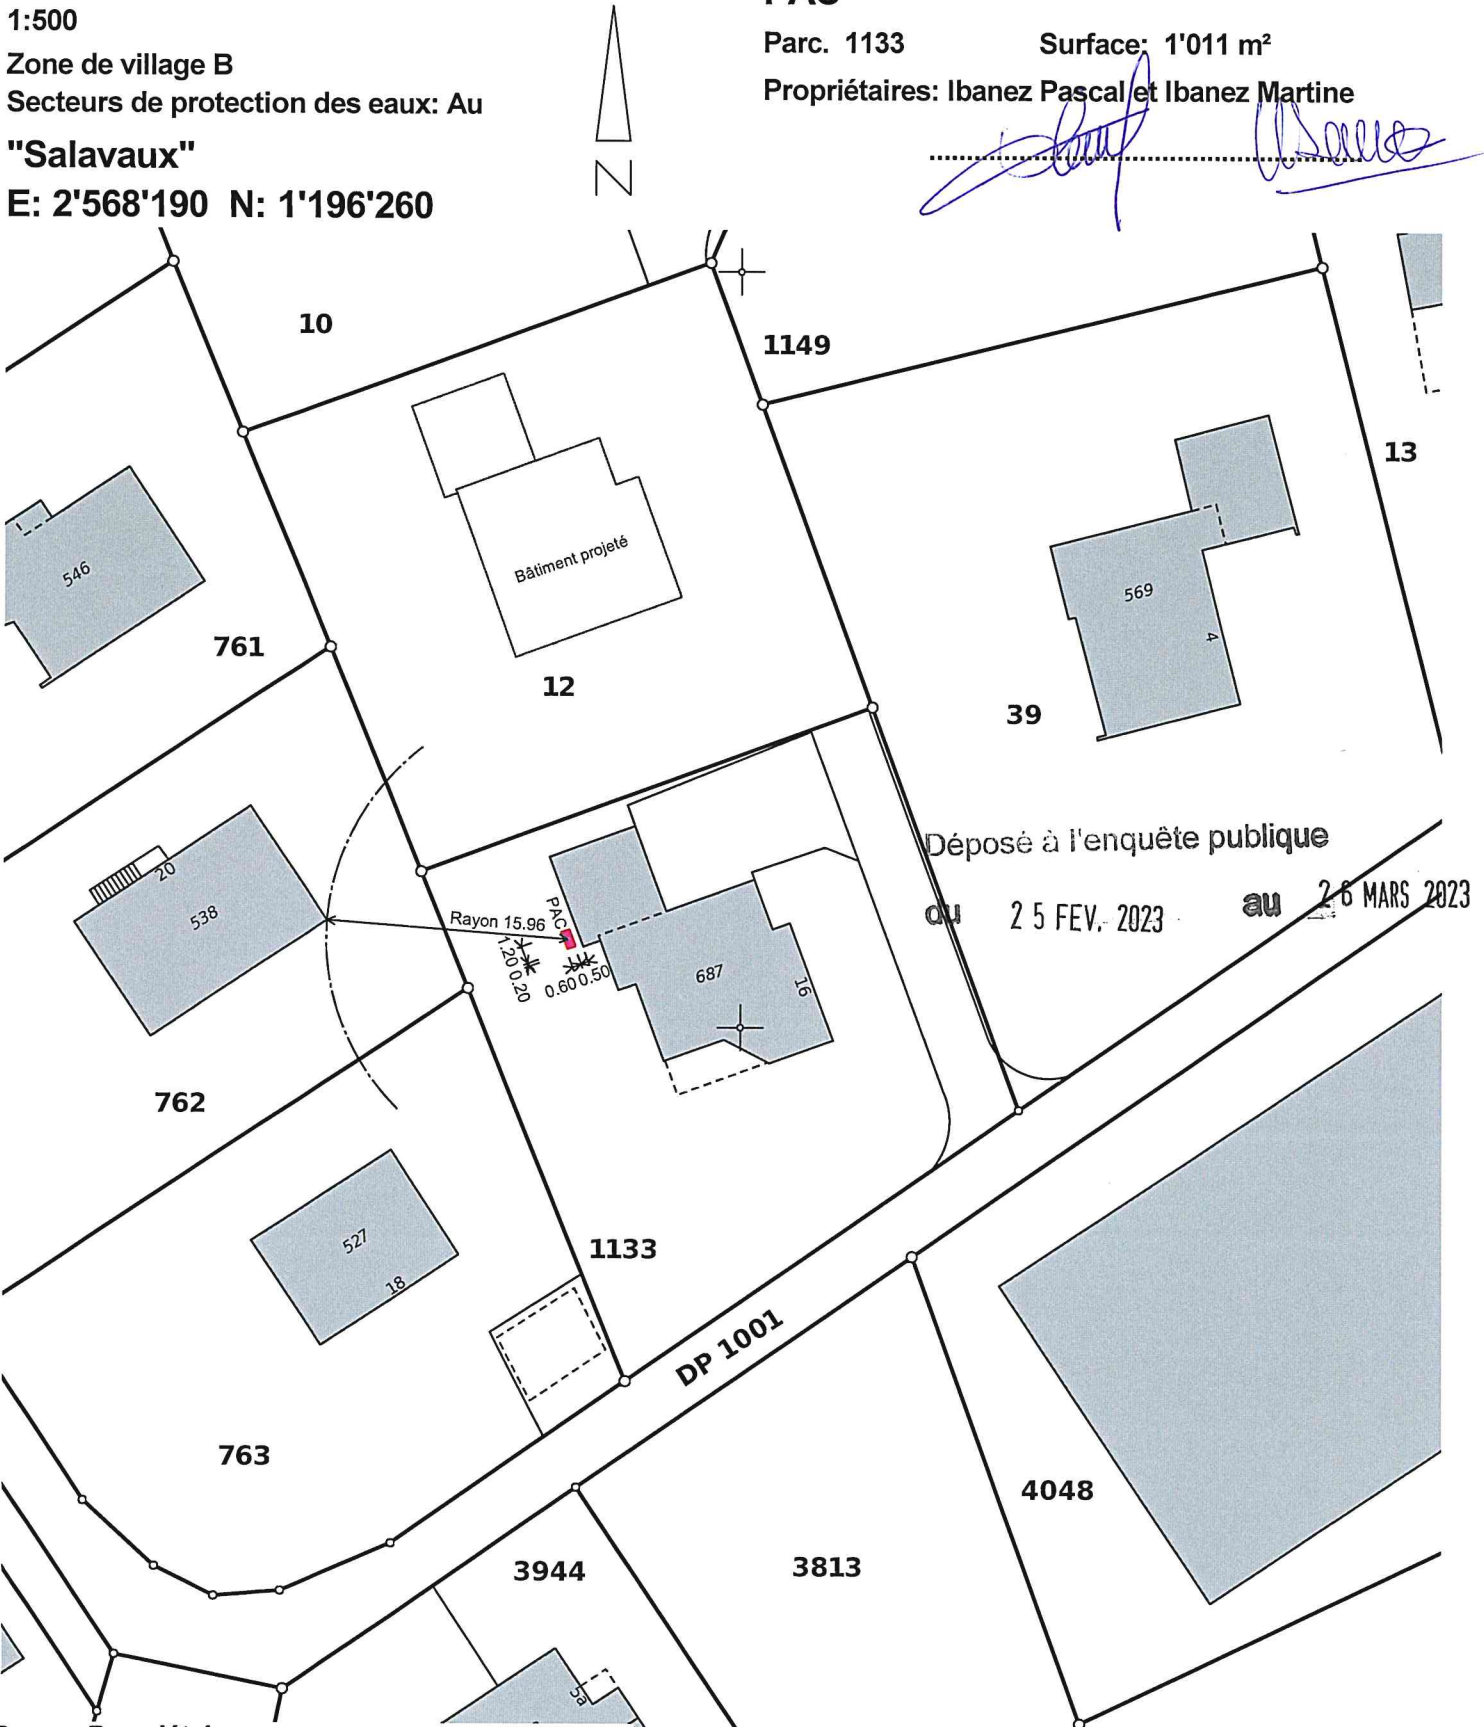 1:500
Zone de village B
Secteurs de protection des eaux: Au
"Salavaux"
E: 2'568'190 N: 1'196'260
N
Parc. 1133 Surface: 1'011 m²
Propriétaires: Ibanez Pascal et Ibanez Martine
10
1149
13
546
Bâtiment projeté
569
4
761
12
39
Déposé à l'enquête publique
du 25 FEV. 2023 au 26 MARS 2023
20
538
Rayon 15.96
PAC
1.20 0.20
0.60 0.50
687
16
762
527
18
1133
DP 1001
763
4048
3944
3813
5a